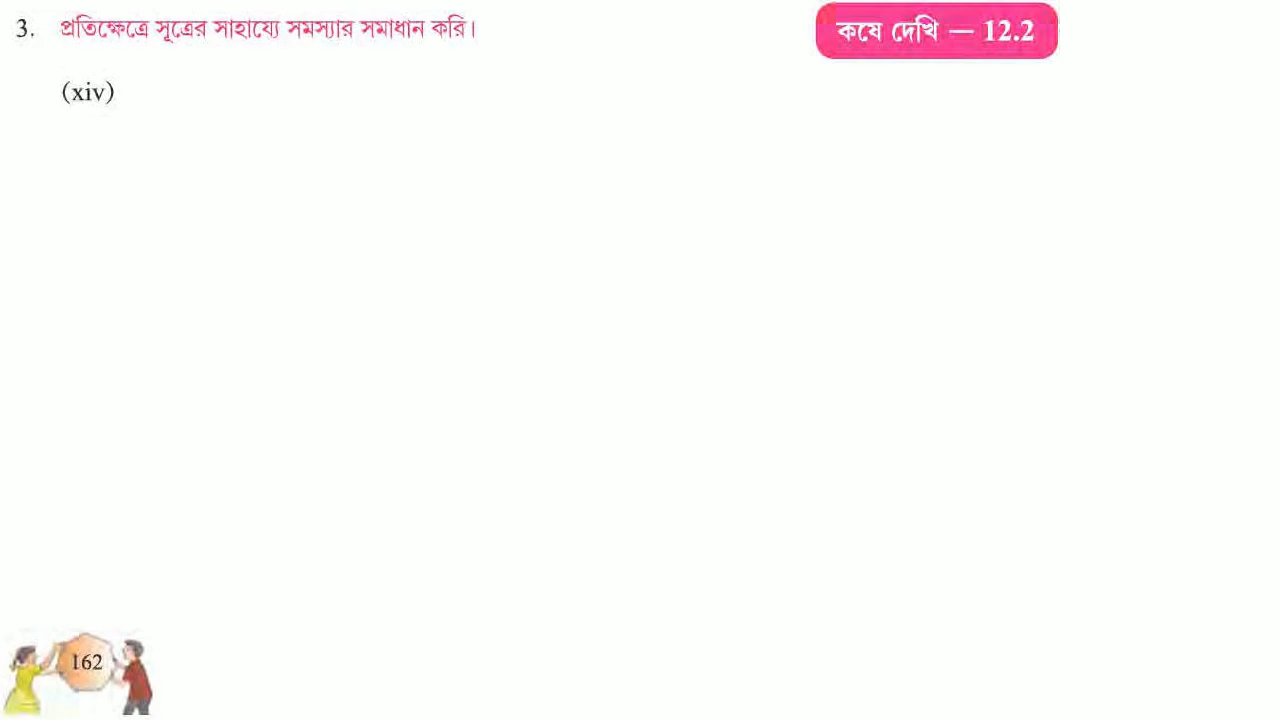 3. প্রতিক্ষেত্রে সূত্রের সাহায্যে সমস্যার সমাধান করি।
কষে দেখি — 12.2
(xiv)
162